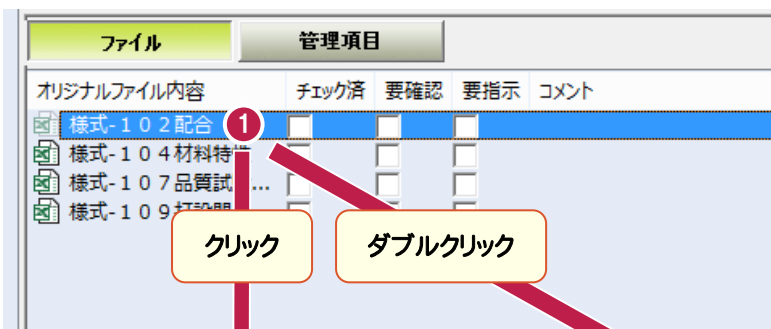 ファイル 管理項目
オリジナルファイル内容 チェック済 要確認 要指示 コメント
様式-１０２配合 1
様式-１０４材料特性
様式-１０７品質試...
様式-１０９打設
クリック ダブルクリック